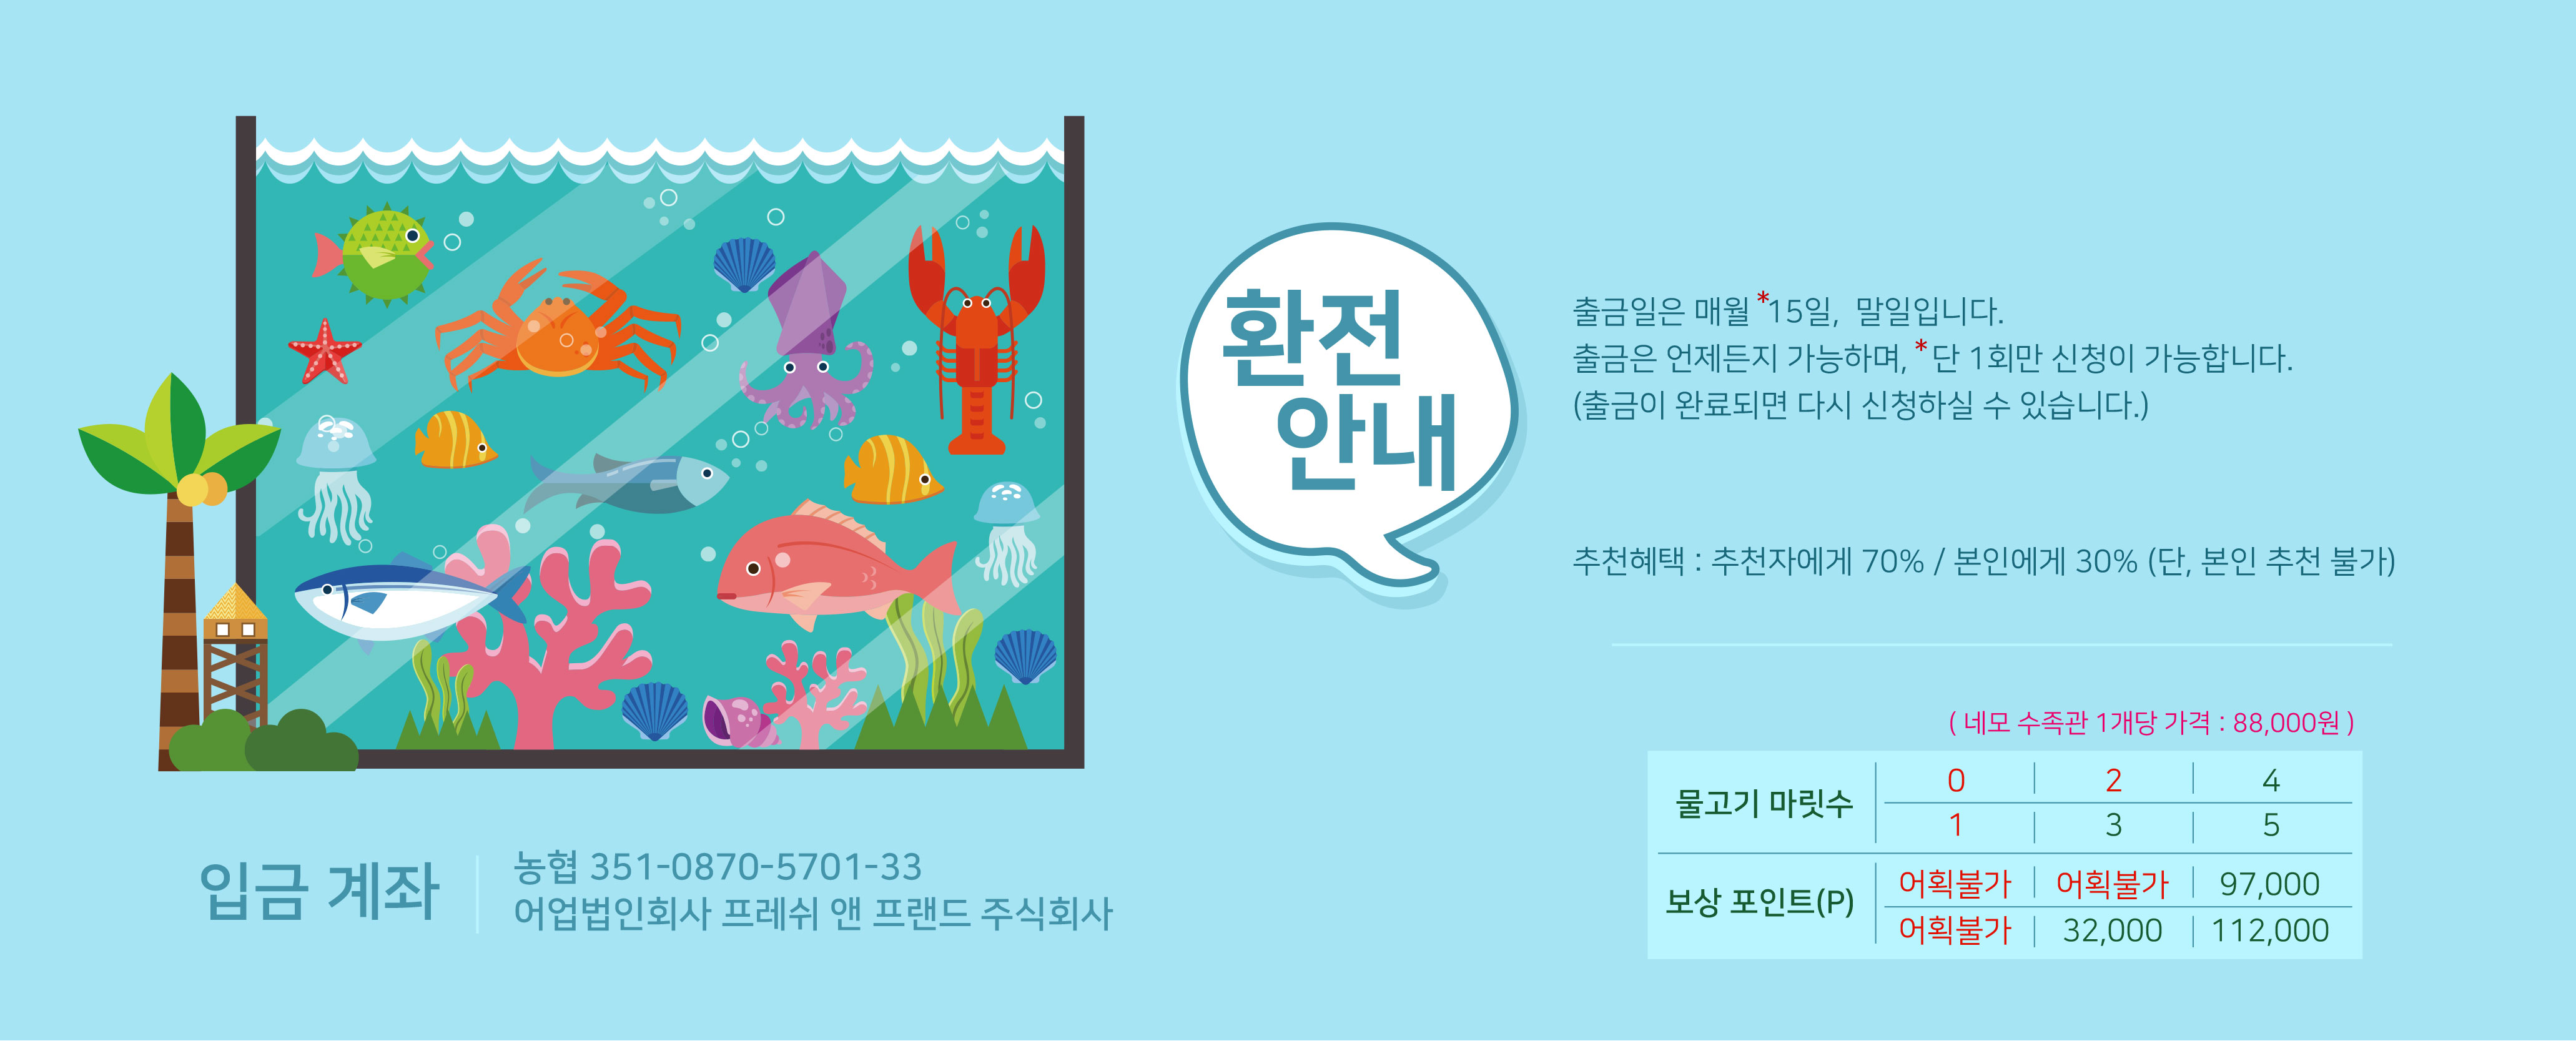 환전
안내
출금일은 매월 *15일, 말일입니다.
출금은 언제든지 가능하며, *단 1회만 신청이 가능합니다.
(출금이 완료되면 다시 신청하실 수 있습니다.)
추천혜택 : 추천자에게 70% / 본인에게 30% (단, 본인 추천 불가)
( 네모 수족관 1개당 가격 : 88,000원 )
물고기 마릿수
0 2 4
1 3 5
보상 포인트(P)
어획불가 어획불가 97,000
어획불가 32,000 112,000
입금 계좌
농협 351-0870-5701-33
어업법인회사 프레쉬 앤 프랜드 주식회사